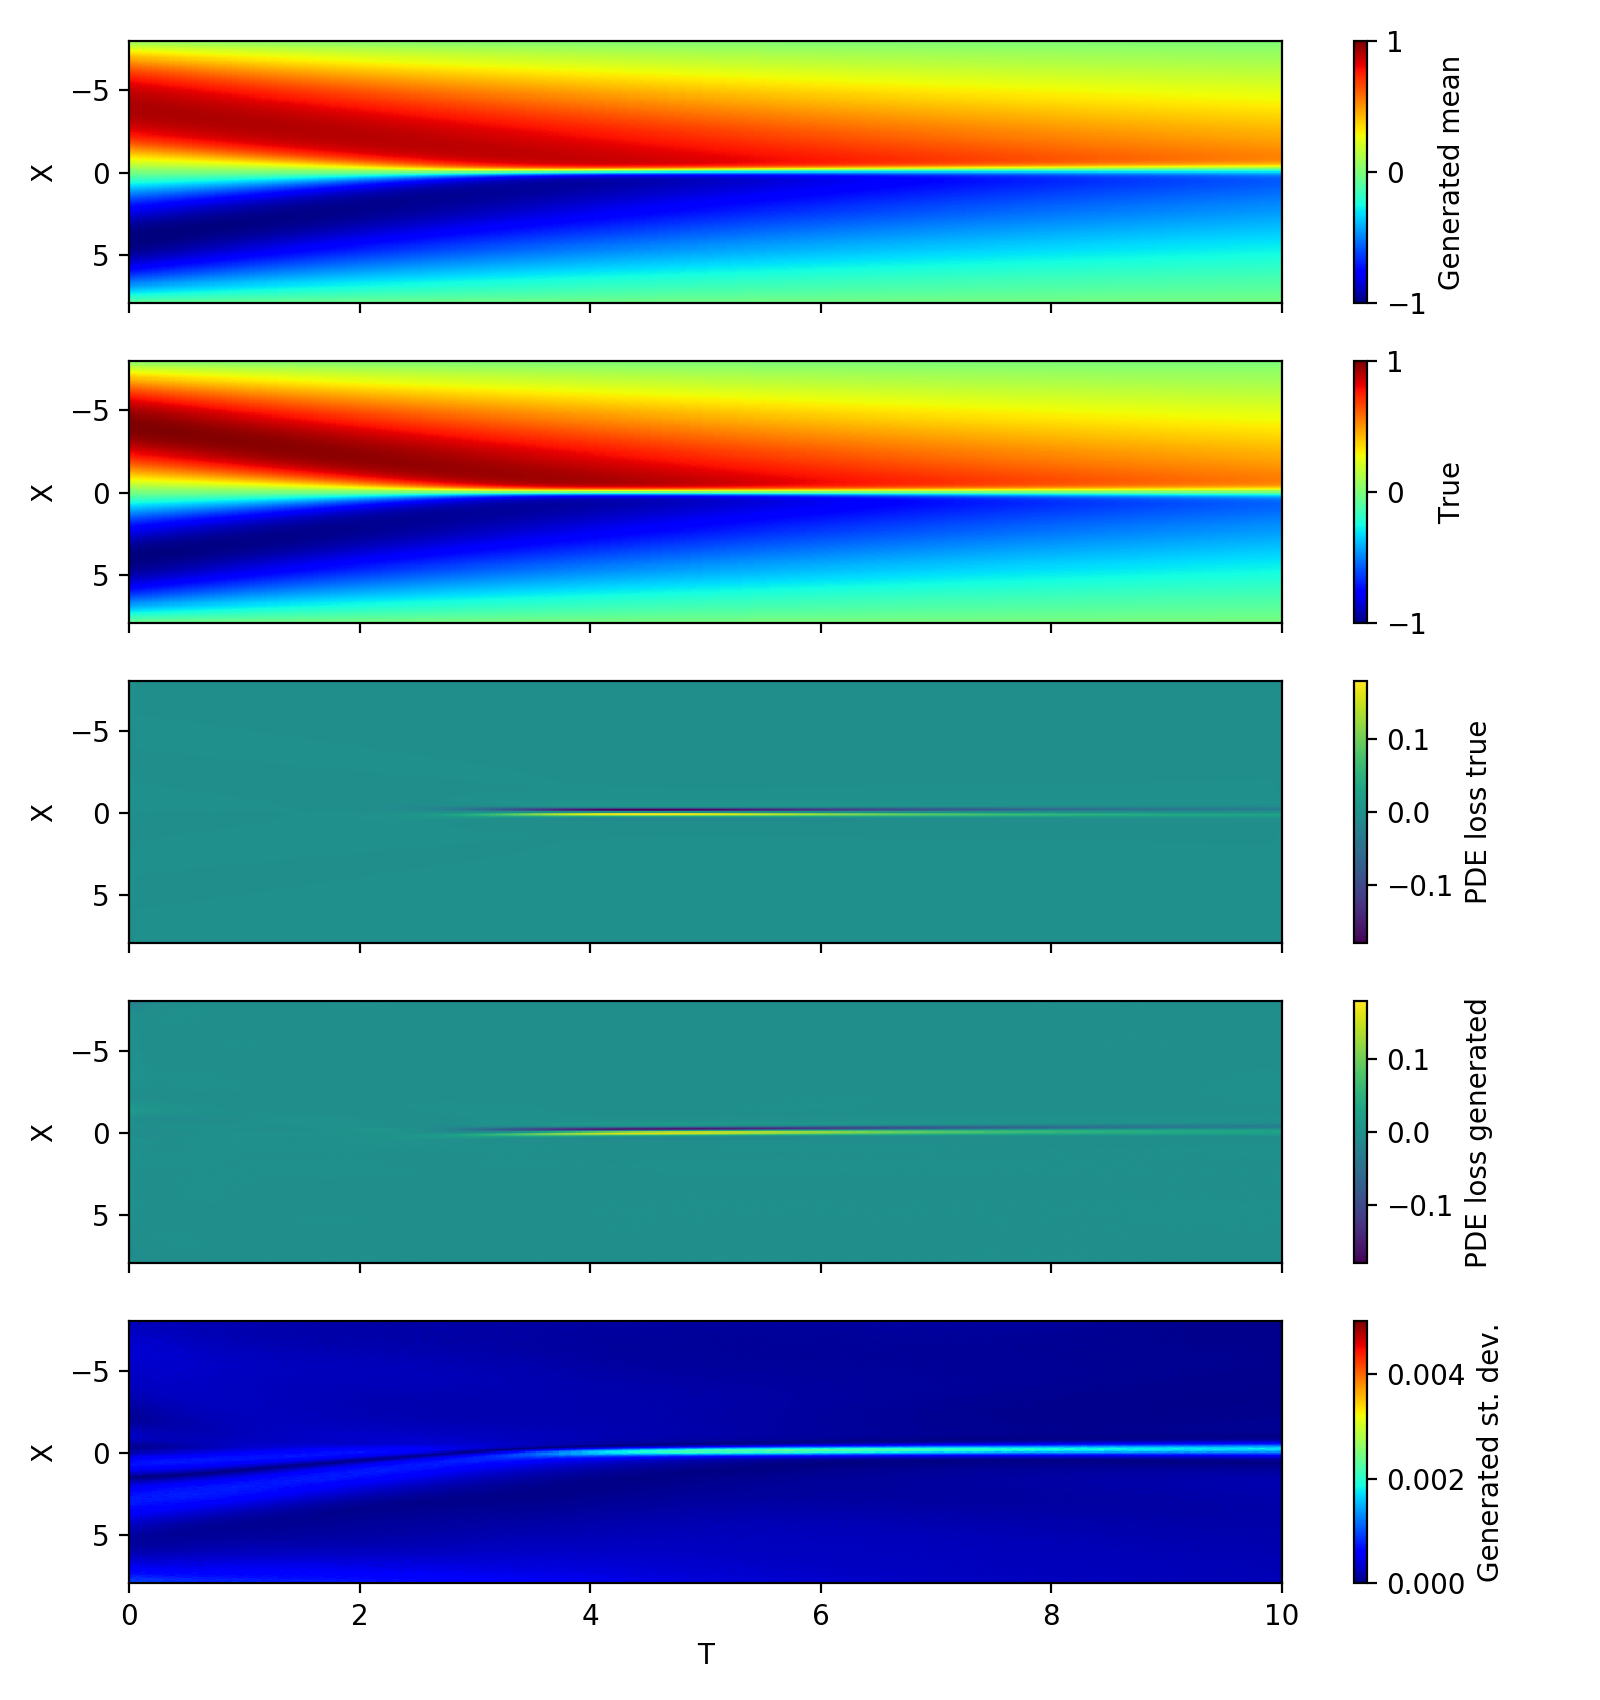 −5
0
5
X
1
0
−1
Generated mean
−5
0
5
X
1
0
−1
True
−5
0
5
X
0.1
0.0
−0.1
PDE loss true
−5
0
5
X
0.1
0.0
−0.1
PDE loss generated
−5
0
5
X
0.004
0.002
0.000
Generated st. dev.
0 2 4 6 8 10
T